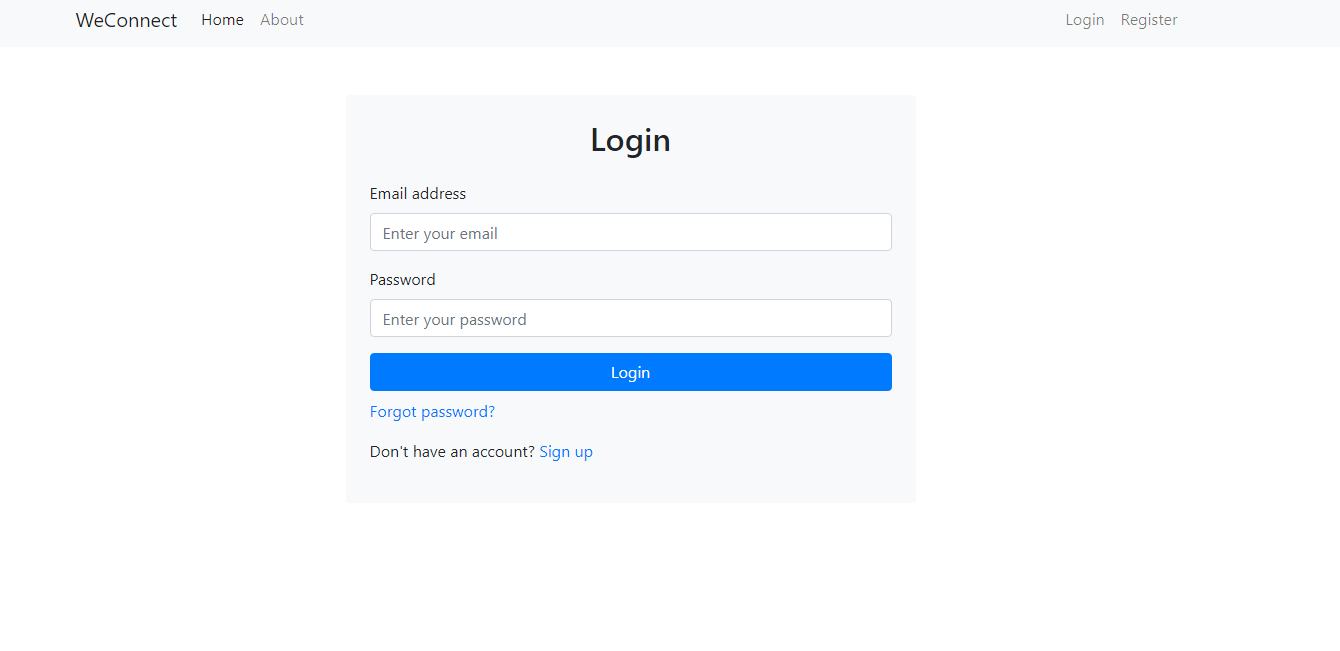 WeConnect Home About Login Register
Login
Email address
Enter your email
Password
Enter your password
Login
Forgot password?
Don't have an account? Sign up